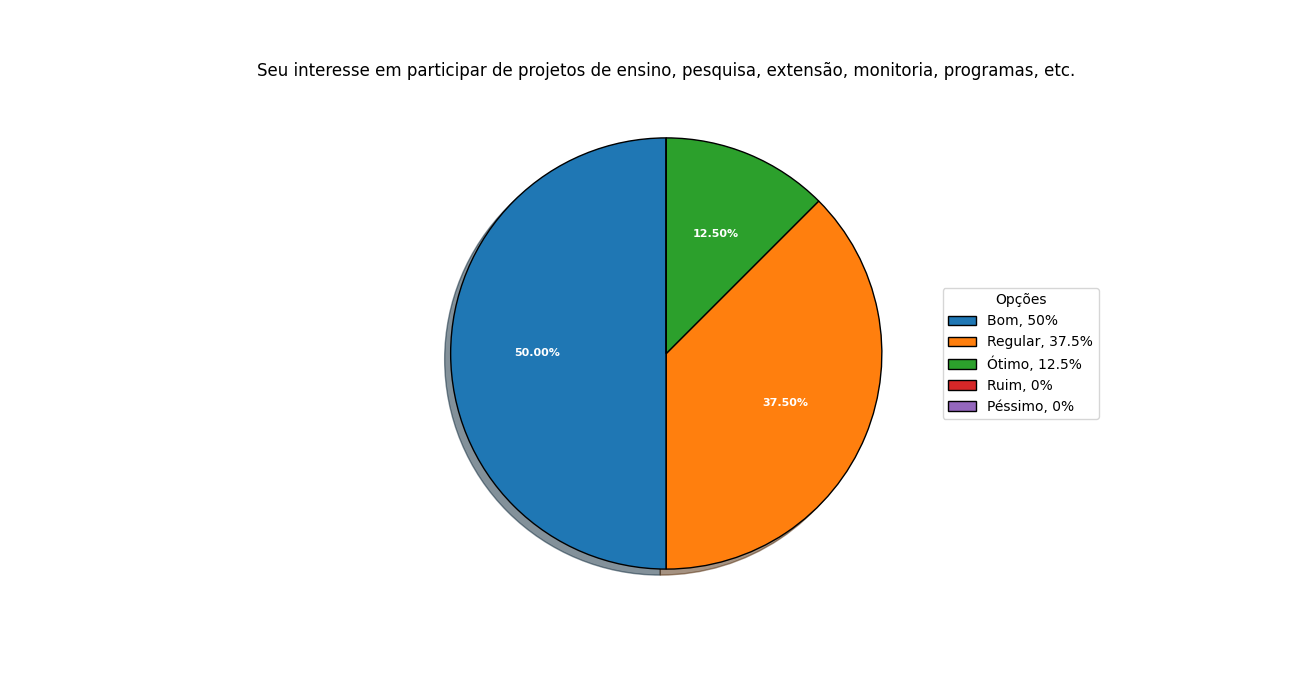 Seu interesse em participar de projetos de ensino, pesquisa, extensão, monitoria, programas, etc.
12.50%
50.00%
37.50%
Opções
Bom, 50%
Regular, 37.5%
Ótimo, 12.5%
Ruim, 0%
Péssimo, 0%